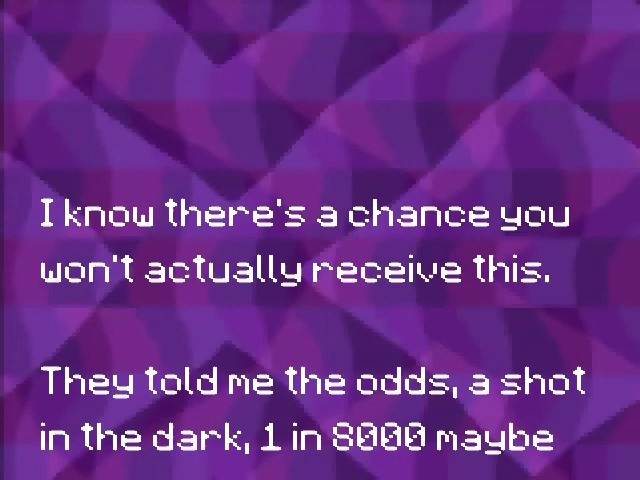 I know there's a chance you
won't actually receive this.
They told me the odds, a shot
in the dark, 1 in 8000 maybe